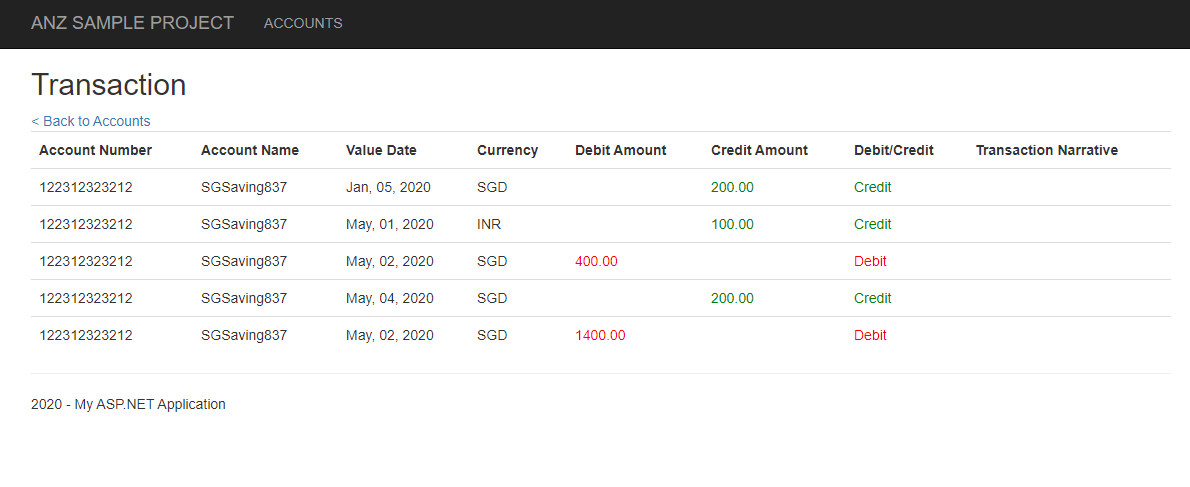 ANZ SAMPLE PROJECT ACCOUNTS
Transaction
< Back to Accounts
Account Number Account Name Value Date Currency Debit Amount Credit Amount Debit/Credit Transaction Narrative
122312323212 SGSaving837 Jan, 05, 2020 SGD 200.00 Credit
122312323212 SGSaving837 May, 01, 2020 INR 100.00 Credit
122312323212 SGSaving837 May, 02, 2020 SGD 400.00 Debit
122312323212 SGSaving837 May, 04, 2020 SGD 200.00 Credit
122312323212 SGSaving837 May, 02, 2020 SGD 1400.00 Debit
2020 - My ASP.NET Application